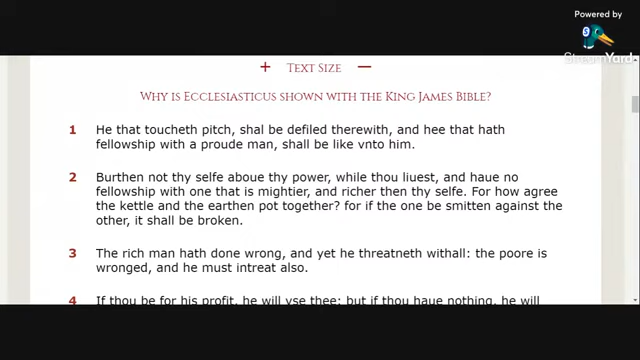 Powered by
StreamYard
+ TEXT SIZE —
WHY IS ECCLESIASTICUS SHOWN WITH THE KING JAMES BIBLE?
1 He that toucheth pitch, shal be defiled therewith, and hee that hath
fellowship with a proude man, shall be like vnto him.
2 Burthen not thy selfe aboue thy power, while thou liuest, and haue no
fellowship with one that is mightier, and richer then thy selfe. For how agree
the kettle and the earthen pot together? for if the one be smitten against the
other, it shall be broken.
3 The rich man hath done wrong, and yet he threatneth withall: the poore is
wronged, and he must intreat also.
4 If thou be for his profit, he will vse thee: but if thou haue nothing, he will